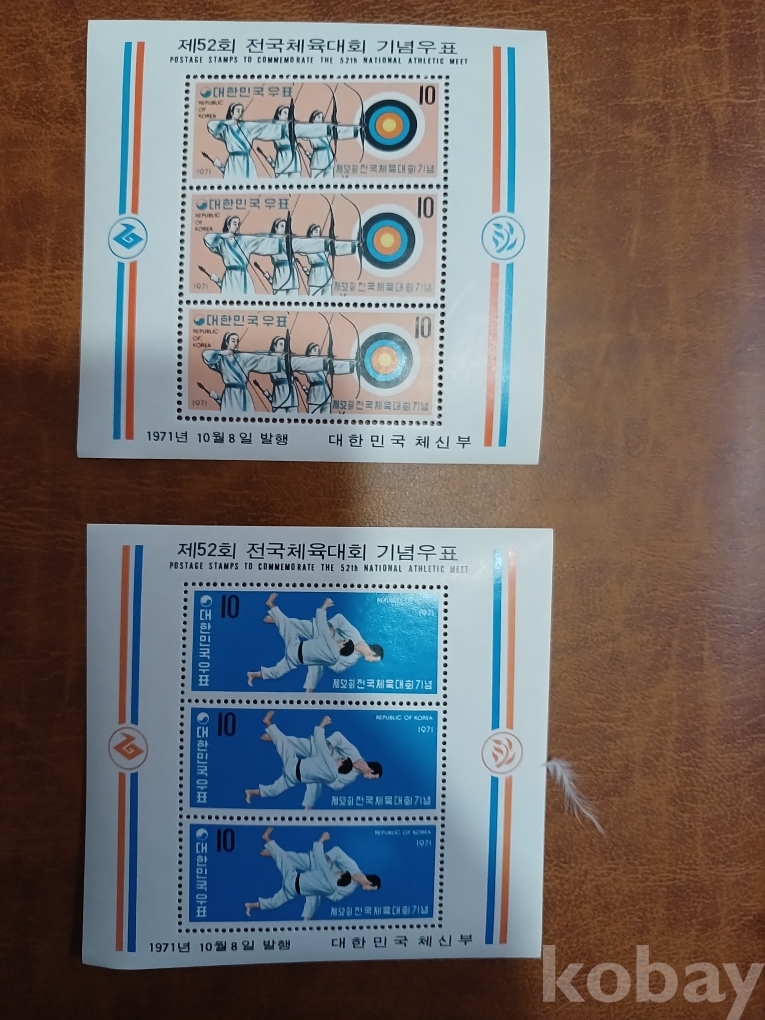 제52회 전국체육대회 기념우표
POSTAGE STAMPS TO COMMEMORATE THE 52th NATIONAL ATHLETIC MEET
대한민국우표 10
REPUBLIC
OF
KOREA
1971 제52회전국체육대회기념
대한민국우표 10
REPUBLIC
OF
KOREA
1971 제52회전국체육대회기념
대한민국우표 10
REPUBLIC
OF
KOREA
1971 제52회전국체육대회기념
1971년 10월 8일 발행 대한민국 체신부
제52회 전국체육대회 기념우표
POSTAGE STAMPS TO COMMEMORATE THE 52th NATIONAL ATHLETIC MEET
대한민국우표
10
REPUBLIC
1971
제52회전국체육대회기념
대한민국우표
10
REPUBLIC OF KOREA
1971
제52회전국체육대회기념
대한민국우표
10
REPUBLIC OF KOREA
1971
제52회전국체육대회기념
1971년 10월 8일 발행 대한민국 체신부
kobay